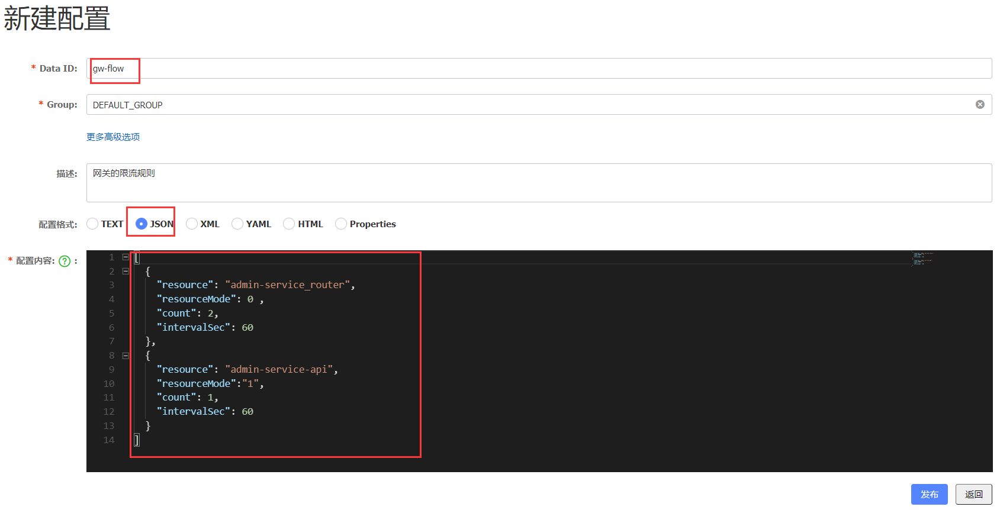 新建配置
* Data ID: gw-flow
* Group: DEFAULT_GROUP
更多高级选项
描述: 网关的限流规则
配置格式: TEXT JSON XML YAML HTML Properties
* 配置内容: ? :
1 [
2 {
3 "resource": "admin-service_router",
4 "resourceMode": 0 ,
5 "count": 2,
6 "intervalSec": 60
7 },
8 {
9 "resource": "admin-service-api",
10 "resourceMode":"1",
11 "count": 1,
12 "intervalSec": 60
13 }
14 ]
发布 返回